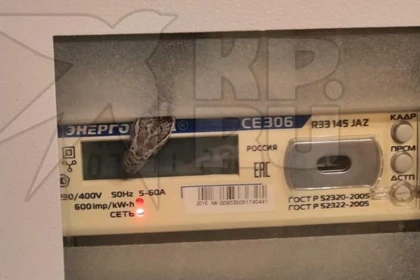 KP.RU
ЭНЕРГО
CE306
R33 145 JAZ
КАДР
ПРСМ
ДСТП
РОССИЯ
EAC
/400V 50Hz 5-60A
600 imp/kW·h
СЕТЬ
ГОСТ Р 52320-2005
ГОСТ Р 52322-2005